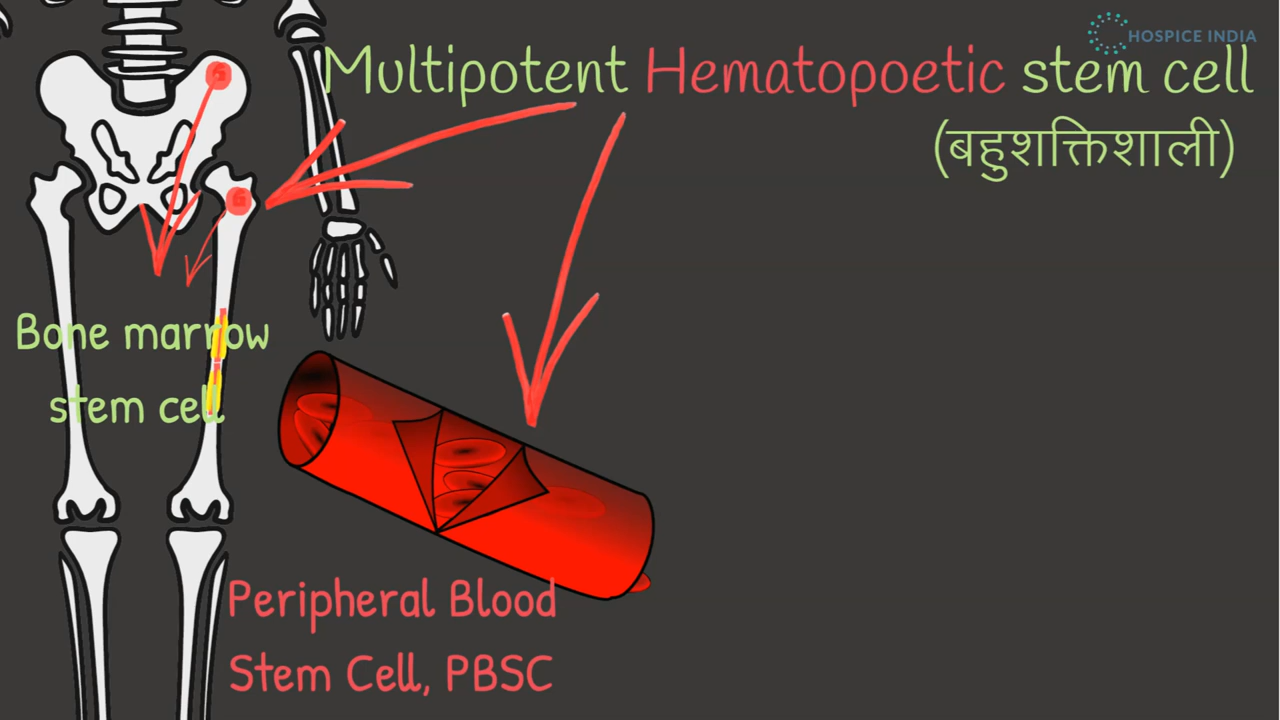 HOSPICE INDIA
Multipotent Hematopoetic stem cell
(बहुशक्तिशाली)
Bone marrow
stem cell
Peripheral Blood
Stem Cell, PBSC